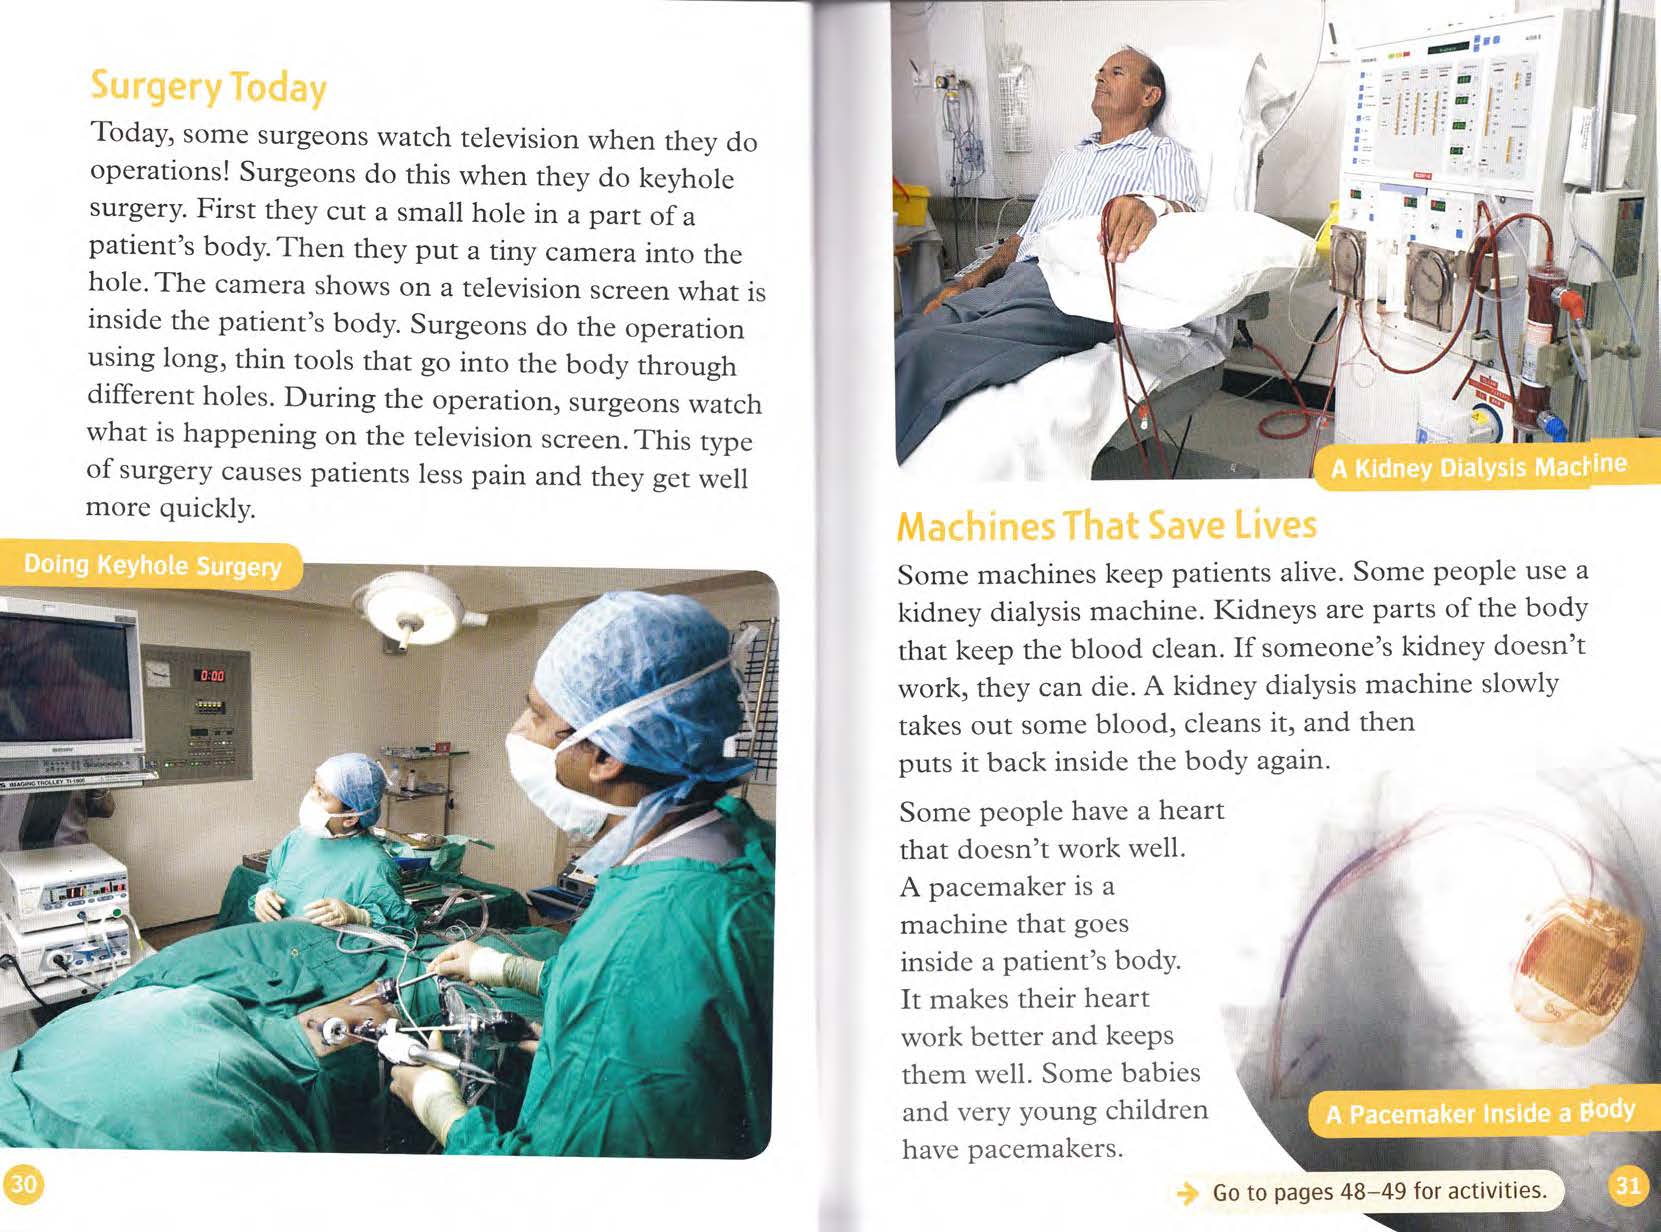 Surgery Today
Today, some surgeons watch television when they do
operations! Surgeons do this when they do keyhole
surgery. First they cut a small hole in a part of a
patient's body. Then they put a tiny camera into the
hole. The camera shows on a television screen what is
inside the patient's body. Surgeons do the operation
using long, thin tools that go into the body through
different holes. During the operation, surgeons watch
what is happening on the television screen. This type
of surgery causes patients less pain and they get well
more quickly.
Doing Keyhole Surgery
0:00
SONY
IMAGING TROLLEY TI-1900
30
A Kidney Dialysis Machine
Machines That Save Lives
Some machines keep patients alive. Some people use a
kidney dialysis machine. Kidneys are parts of the body
that keep the blood clean. If someone's kidney doesn't
work, they can die. A kidney dialysis machine slowly
takes out some blood, cleans it, and then
puts it back inside the body again.
Some people have a heart
that doesn't work well.
A pacemaker is a
machine that goes
inside a patient's body.
It makes their heart
work better and keeps
them well. Some babies
and very young children
have pacemakers.
A Pacemaker Inside a Body
Go to pages 48–49 for activities.
31